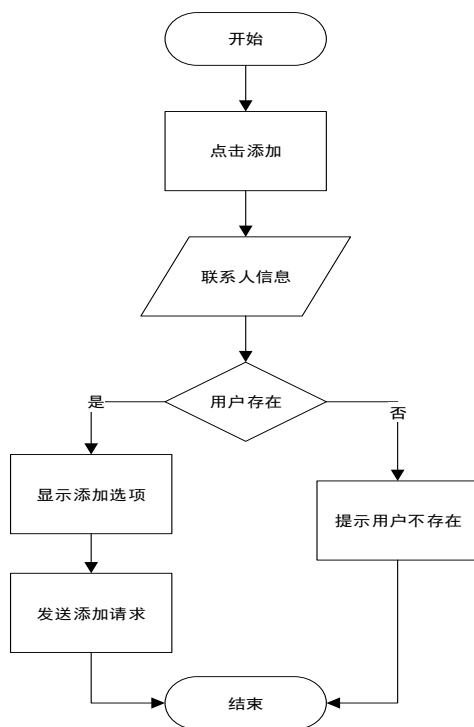 开始
点击添加
联系人信息
用户存在
是
否
显示添加选项
提示用户不存在
发送添加请求
结束